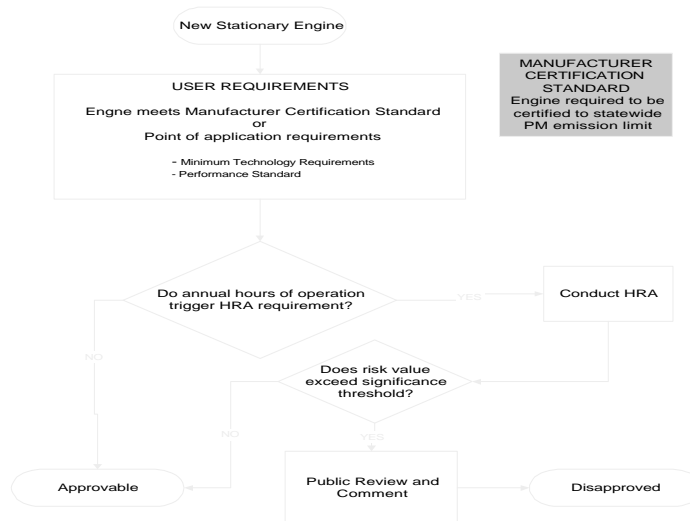 New Stationary Engine
USER REQUIREMENTS
Engne meets Manufacturer Certification Standard
or
Point of application requirements
- Minimum Technology Requirements
- Performance Standard
MANUFACTURER
CERTIFICATION
STANDARD
Engine required to be
certified to statewide
PM emission limit
Do annual hours of operation
trigger HRA requirement?
YES
Conduct HRA
NO
Does risk value
exceed significance
threshold?
NO
YES
Approvable
Public Review and
Comment
Disapproved